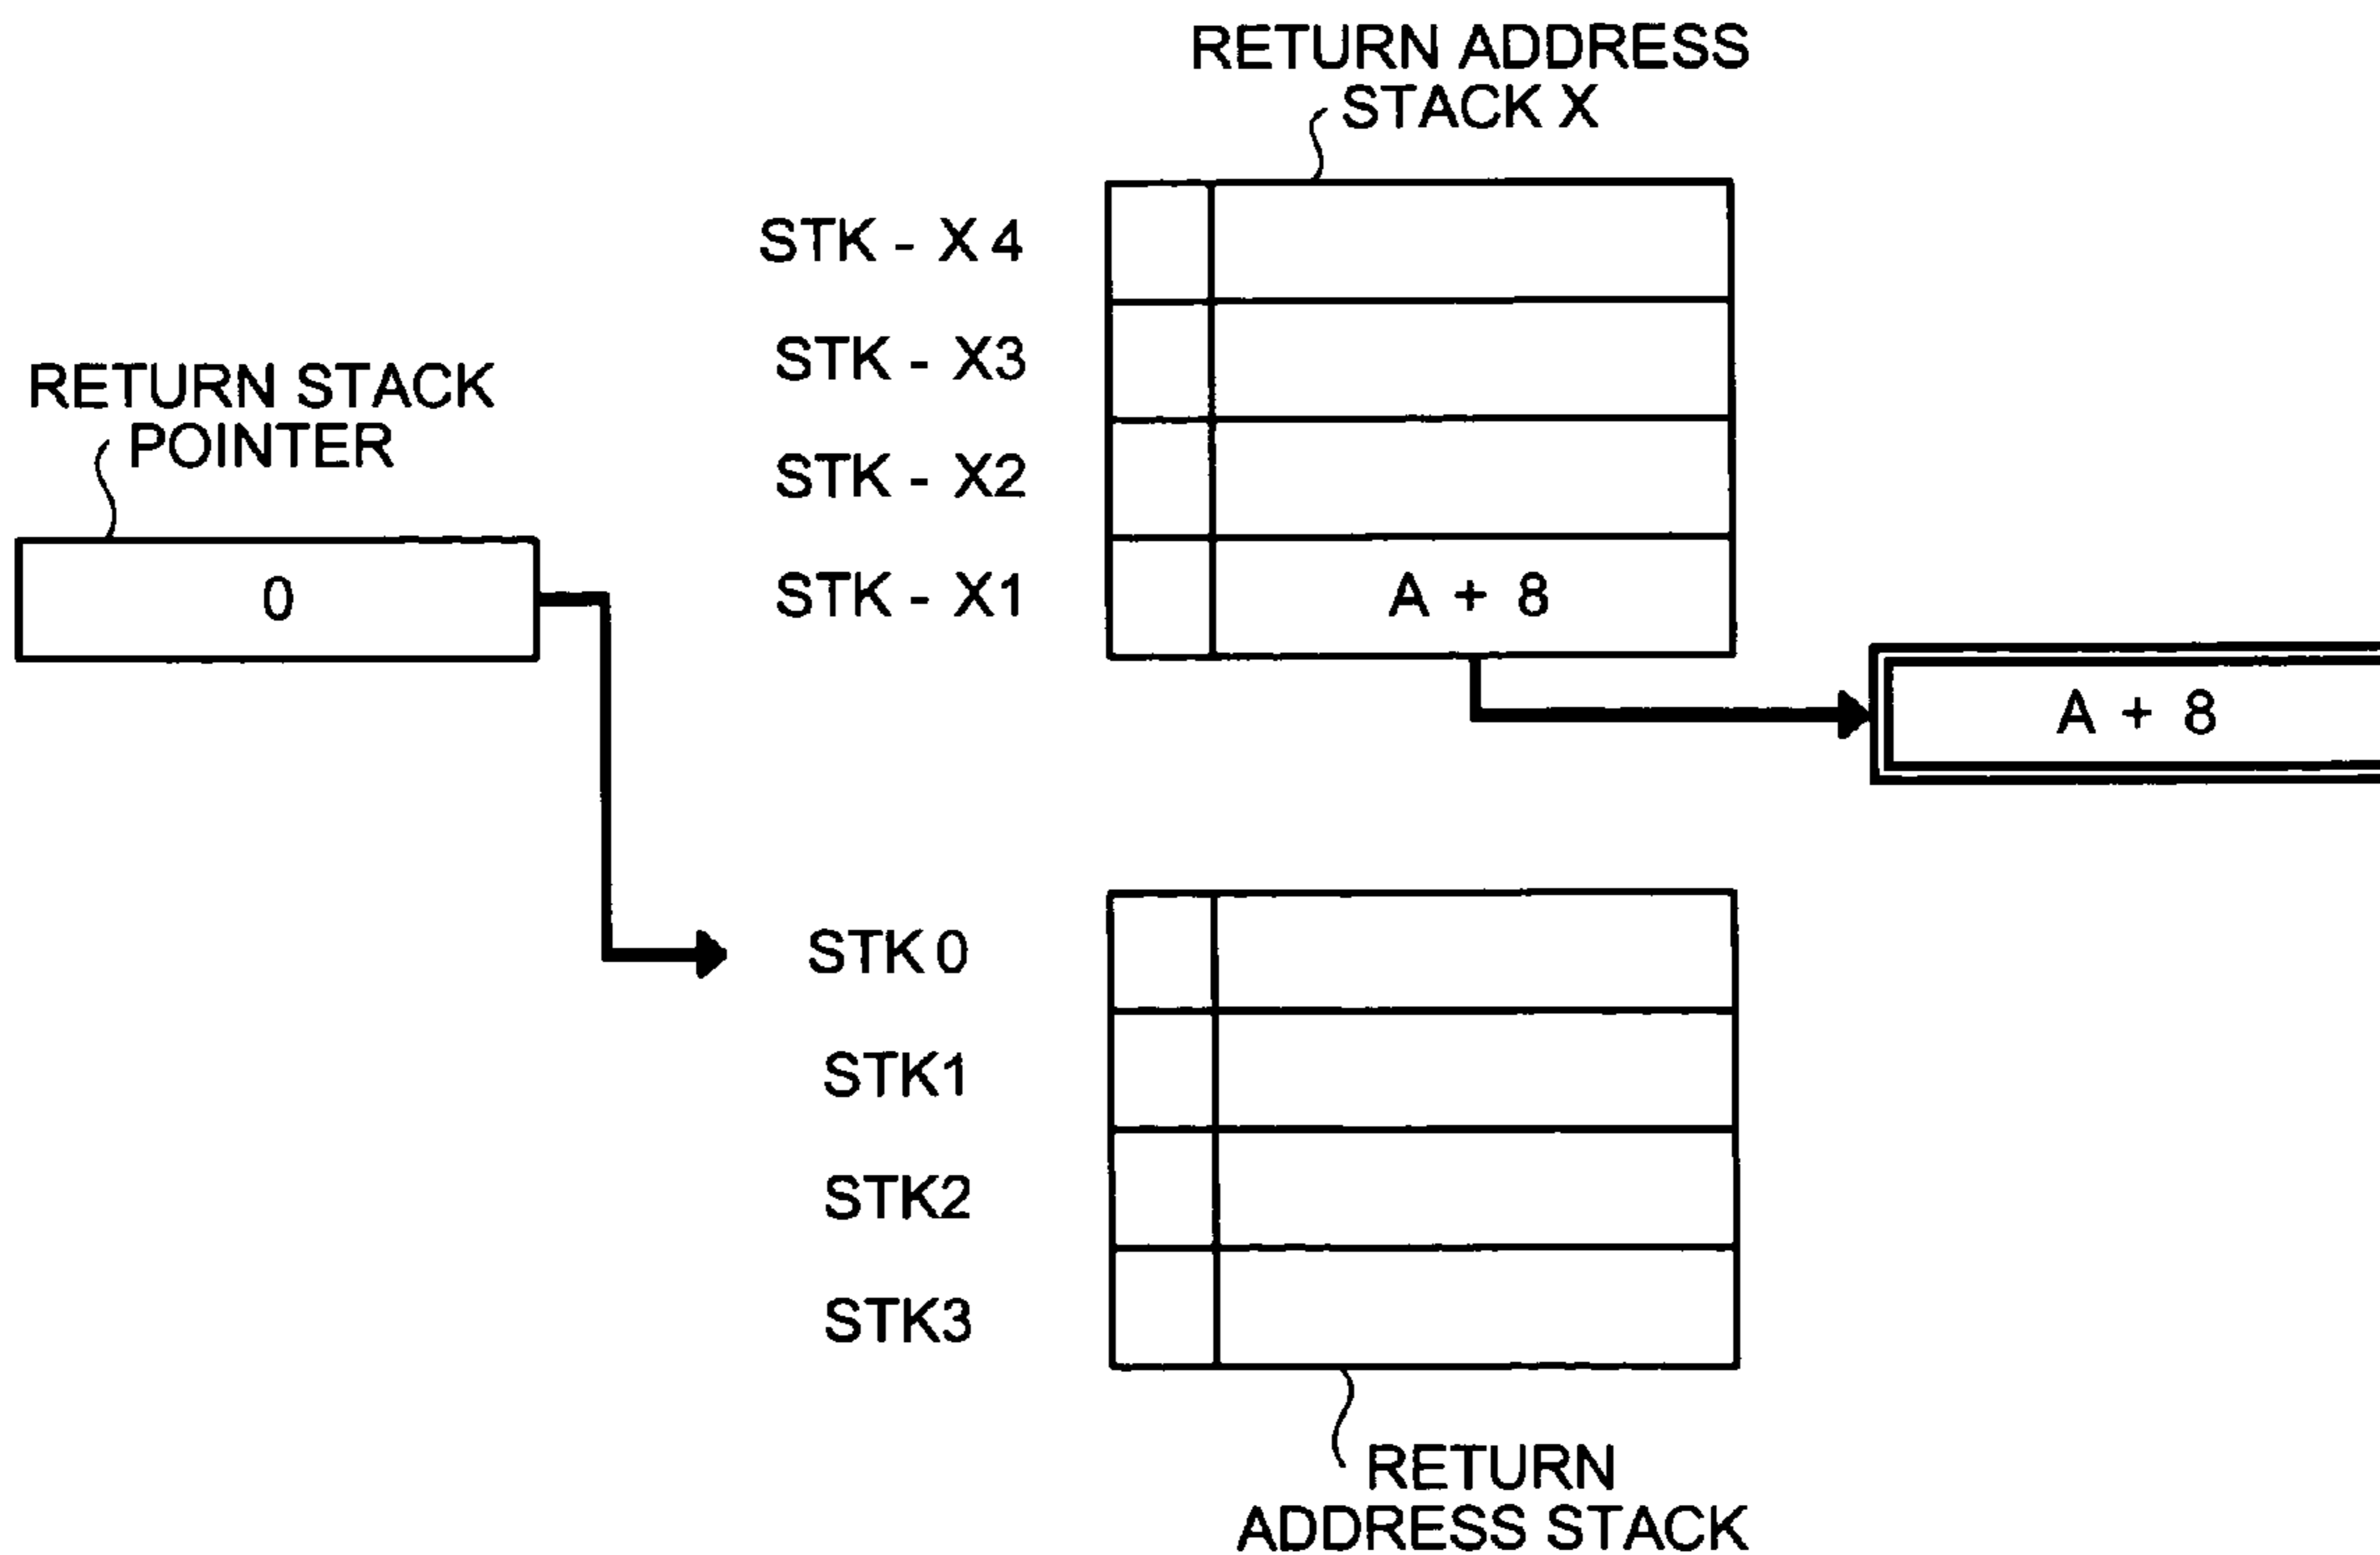 RETURN ADDRESS
STACK X
STK - X 4
STK - X3
RETURN STACK
POINTER
STK - X2
0
STK - X1
A + 8
A + 8
STK 0
STK1
STK2
STK3
RETURN
ADDRESS STACK